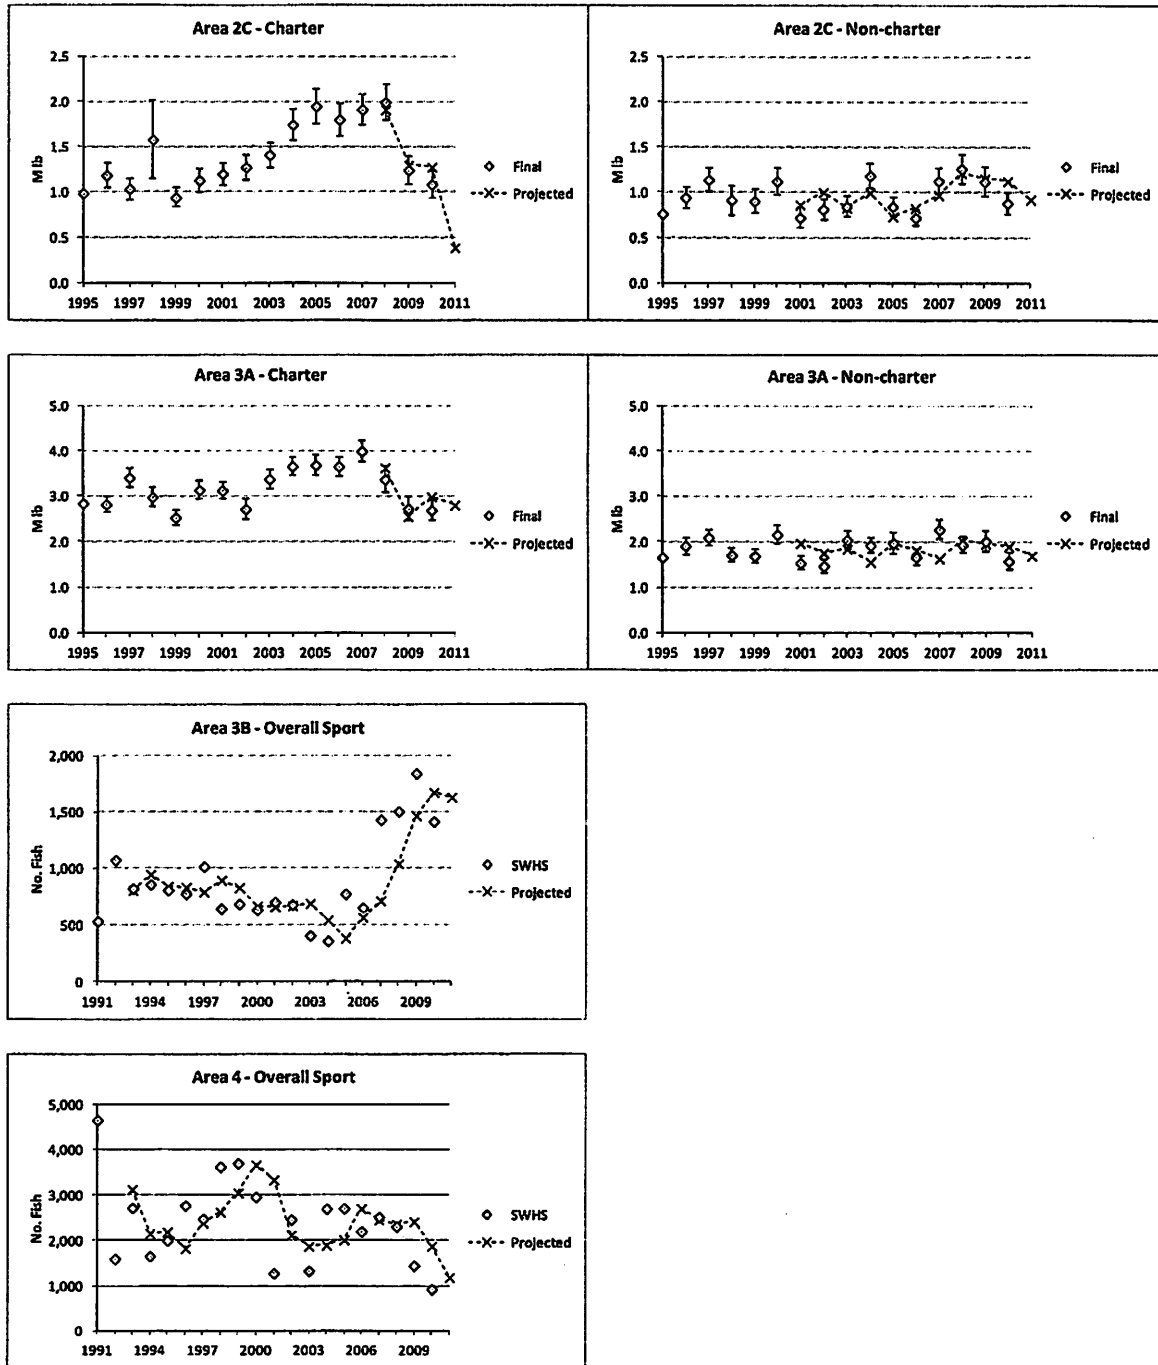 Area 2C - Charter
M lb
2.5
2.0
1.5
1.0
0.5
0.0
1995 1997 1999 2001 2003 2005 2007 2009 2011
Final
Projected
Area 2C - Non-charter
M lb
2.5
2.0
1.5
1.0
0.5
0.0
1995 1997 1999 2001 2003 2005 2007 2009 2011
Final
Projected
Area 3A - Charter
M lb
5.0
4.0
3.0
2.0
1.0
0.0
1995 1997 1999 2001 2003 2005 2007 2009 2011
Final
Projected
Area 3A - Non-charter
M lb
5.0
4.0
3.0
2.0
1.0
0.0
1995 1997 1999 2001 2003 2005 2007 2009 2011
Final
Projected
Area 3B - Overall Sport
No. Fish
2,000
1,500
1,000
500
0
1991 1994 1997 2000 2003 2006 2009
SWHS
Projected
Area 4 - Overall Sport
No. Fish
5,000
4,000
3,000
2,000
1,000
0
1991 1994 1997 2000 2003 2006 2009
SWHS
Projected